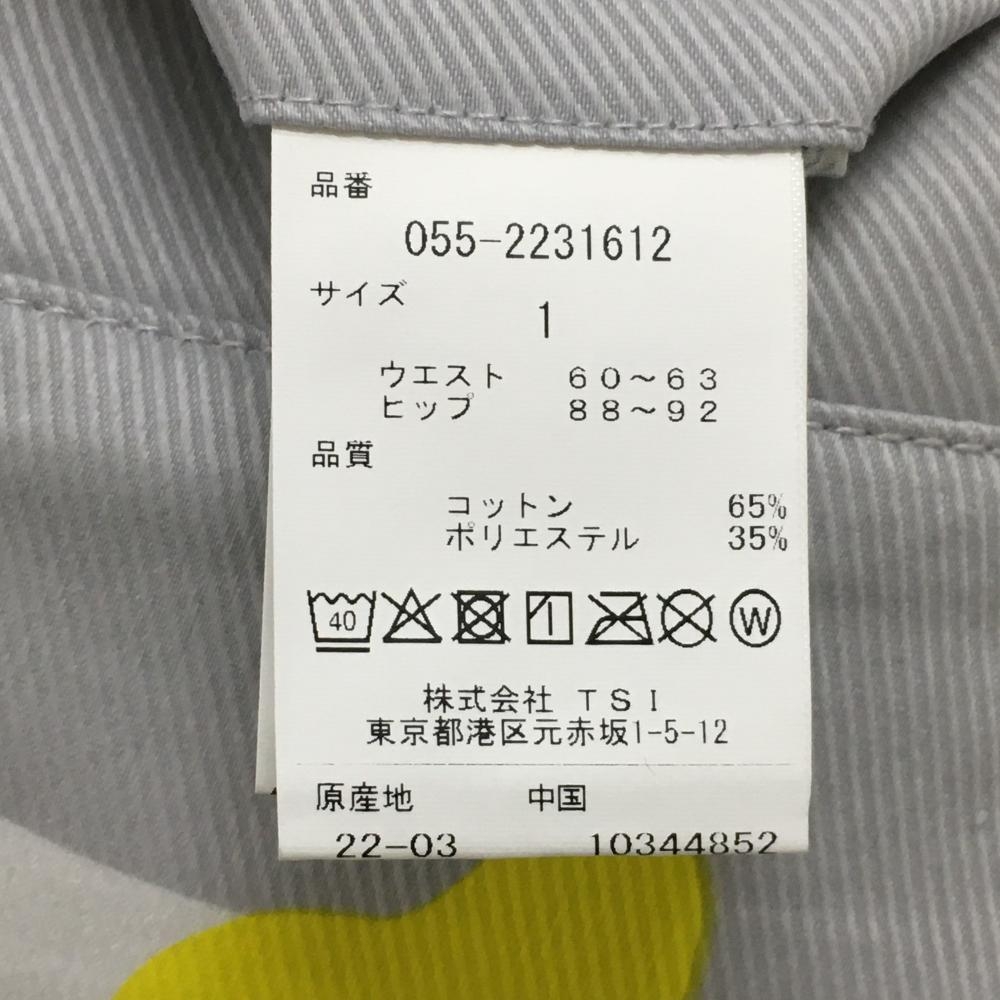 品番
055-2231612
サイズ
1
ウエスト 60～63
ヒップ 88～92
品質
コットン 65%
ポリエステル 35%
40
W
株式会社 TSI
東京都港区元赤坂1-5-12
原産地 中国
22-03 10344852